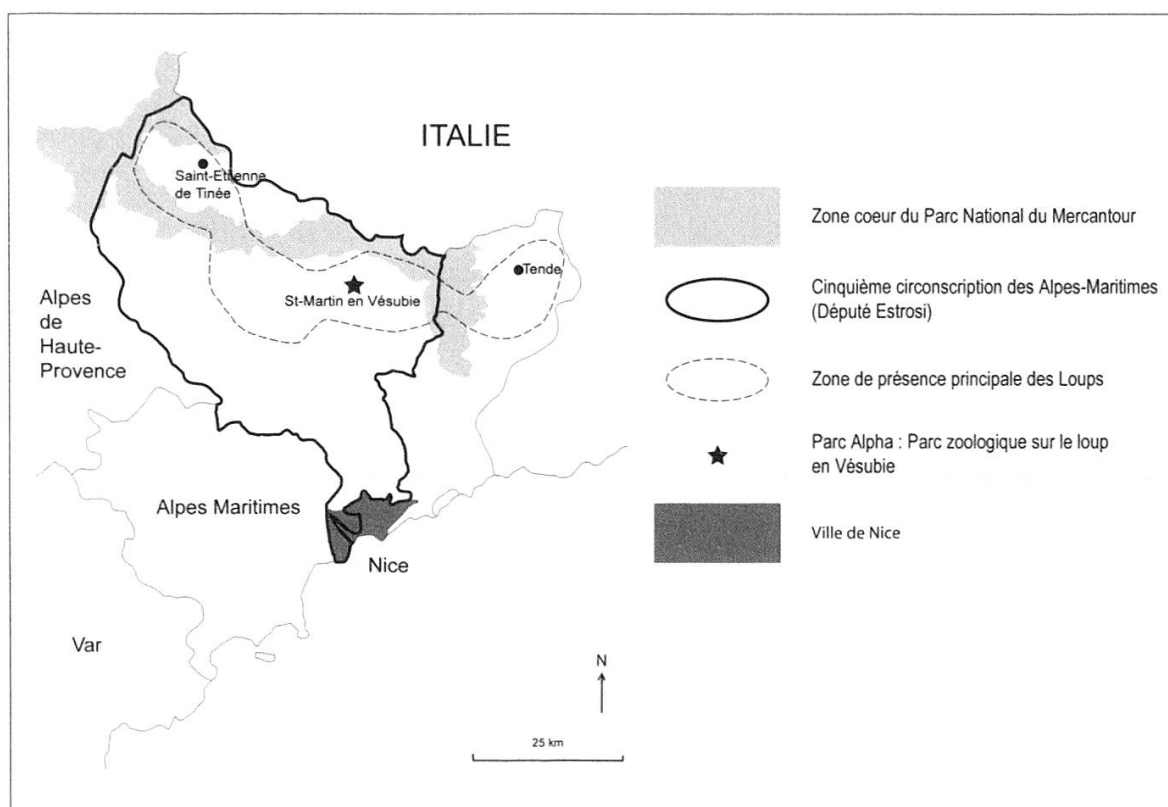 ITALIE
Saint-Etienne
de Tinée
Tende
St-Martin en Vésubie
Alpes
de
Haute-
Provence
Alpes Maritimes
Nice
Var
N
25 km
Zone coeur du Parc National du Mercantour
Cinquième circonscription des Alpes-Maritimes
(Député Estrosi)
Zone de présence principale des Loups
Parc Alpha : Parc zoologique sur le loup
en Vésubie
Ville de Nice